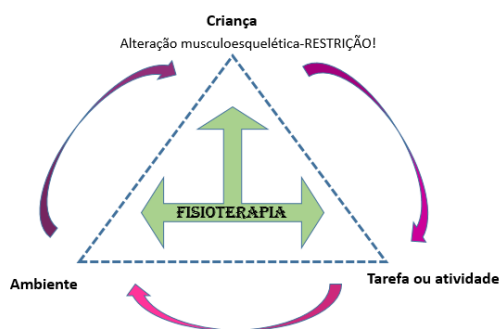 Criança
Alteração musculoesquelética-RESTRIÇÃO!
FISIOTERAPIA
Ambiente
Tarefa ou atividade